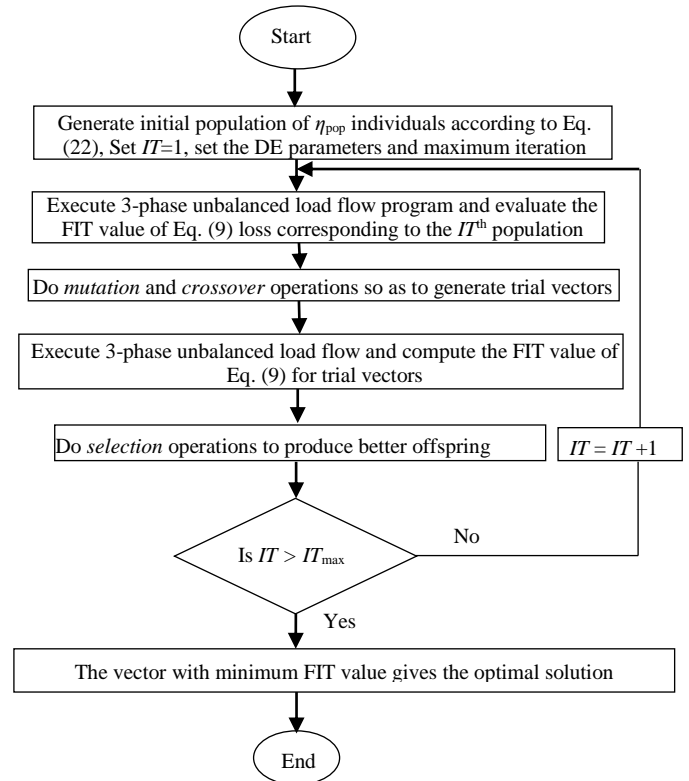 Start
Generate initial population of ηpop individuals according to Eq.
(22), Set IT=1, set the DE parameters and maximum iteration
Execute 3-phase unbalanced load flow program and evaluate the
FIT value of Eq. (9) loss corresponding to the ITth population
Do mutation and crossover operations so as to generate trial vectors
Execute 3-phase unbalanced load flow and compute the FIT value of
Eq. (9) for trial vectors
Do selection operations to produce better offspring
IT = IT +1
Is IT > ITmax
No
Yes
The vector with minimum FIT value gives the optimal solution
End